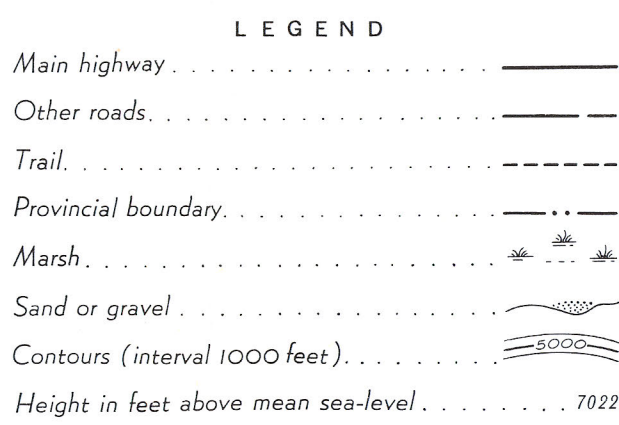 LEGEND
Main highway
Other roads
Trail
Provincial boundary
Marsh
Sand or gravel
Contours (interval 1000 feet) 5000
Height in feet above mean sea-level 7022